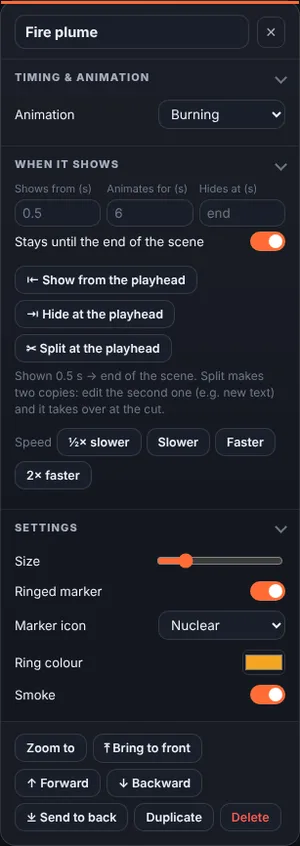 Fire plume ✕
TIMING & ANIMATION
Animation Burning
WHEN IT SHOWS
Shows from (s) Animates for (s) Hides at (s)
0.5 6 end
Stays until the end of the scene
⇤ Show from the playhead
⇥ Hide at the playhead
✂ Split at the playhead
Shown 0.5 s → end of the scene. Split makes
two copies: edit the second one (e.g. new text)
and it takes over at the cut.
Speed ½× slower Slower Faster
2× faster
SETTINGS
Size
Ringed marker
Marker icon Nuclear
Ring colour
Smoke
Zoom to ⤒ Bring to front
↑ Forward ↓ Backward
⤓ Send to back Duplicate Delete